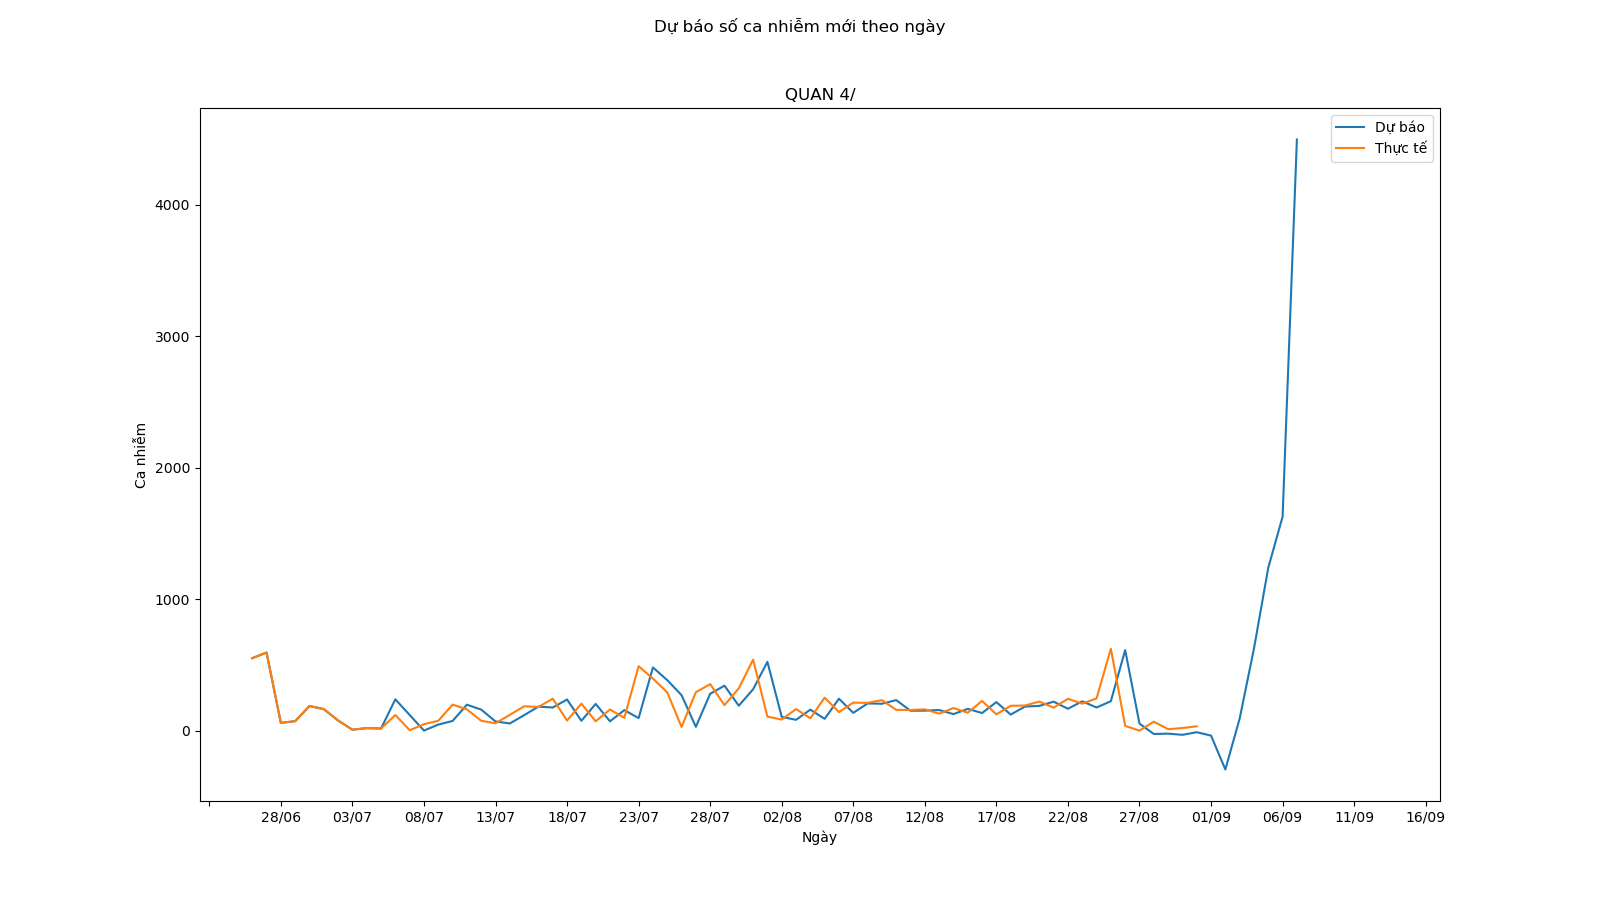 Dự báo số ca nhiễm mới theo ngày
QUAN 4/
Dự báo
Thực tế
4000
3000
2000
1000
0
Ca nhiễm
28/06 03/07 08/07 13/07 18/07 23/07 28/07 02/08 07/08 12/08 17/08 22/08 27/08 01/09 06/09 11/09 16/09
Ngày